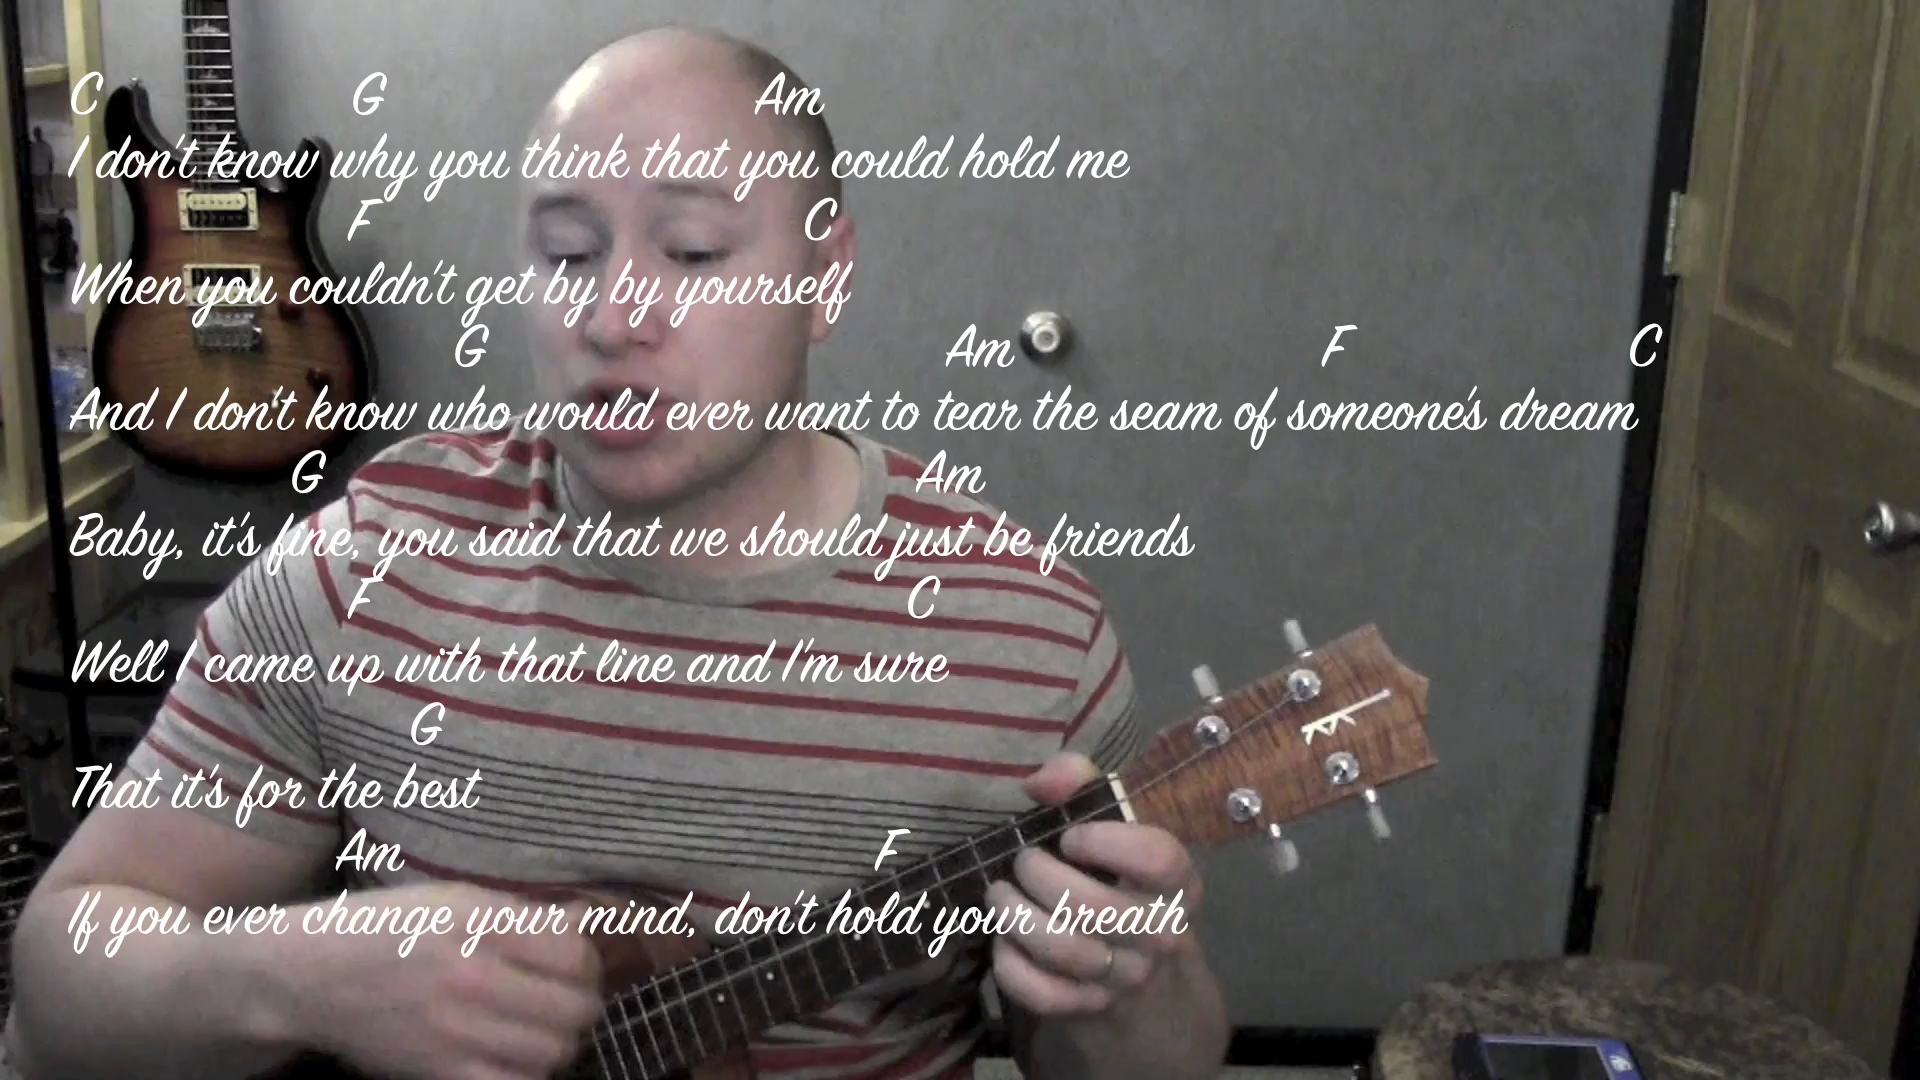 C G Am
I don't know why you think that you could hold me
F C
When you couldn't get by by yourself
G Am F C
And I don't know who would ever want to tear the seam of someone's dream
G Am
Baby, it's fine, you said that we should just be friends
F C
Well I came up with that line and I'm sure
G
That it's for the best
Am F
If you ever change your mind, don't hold your breath